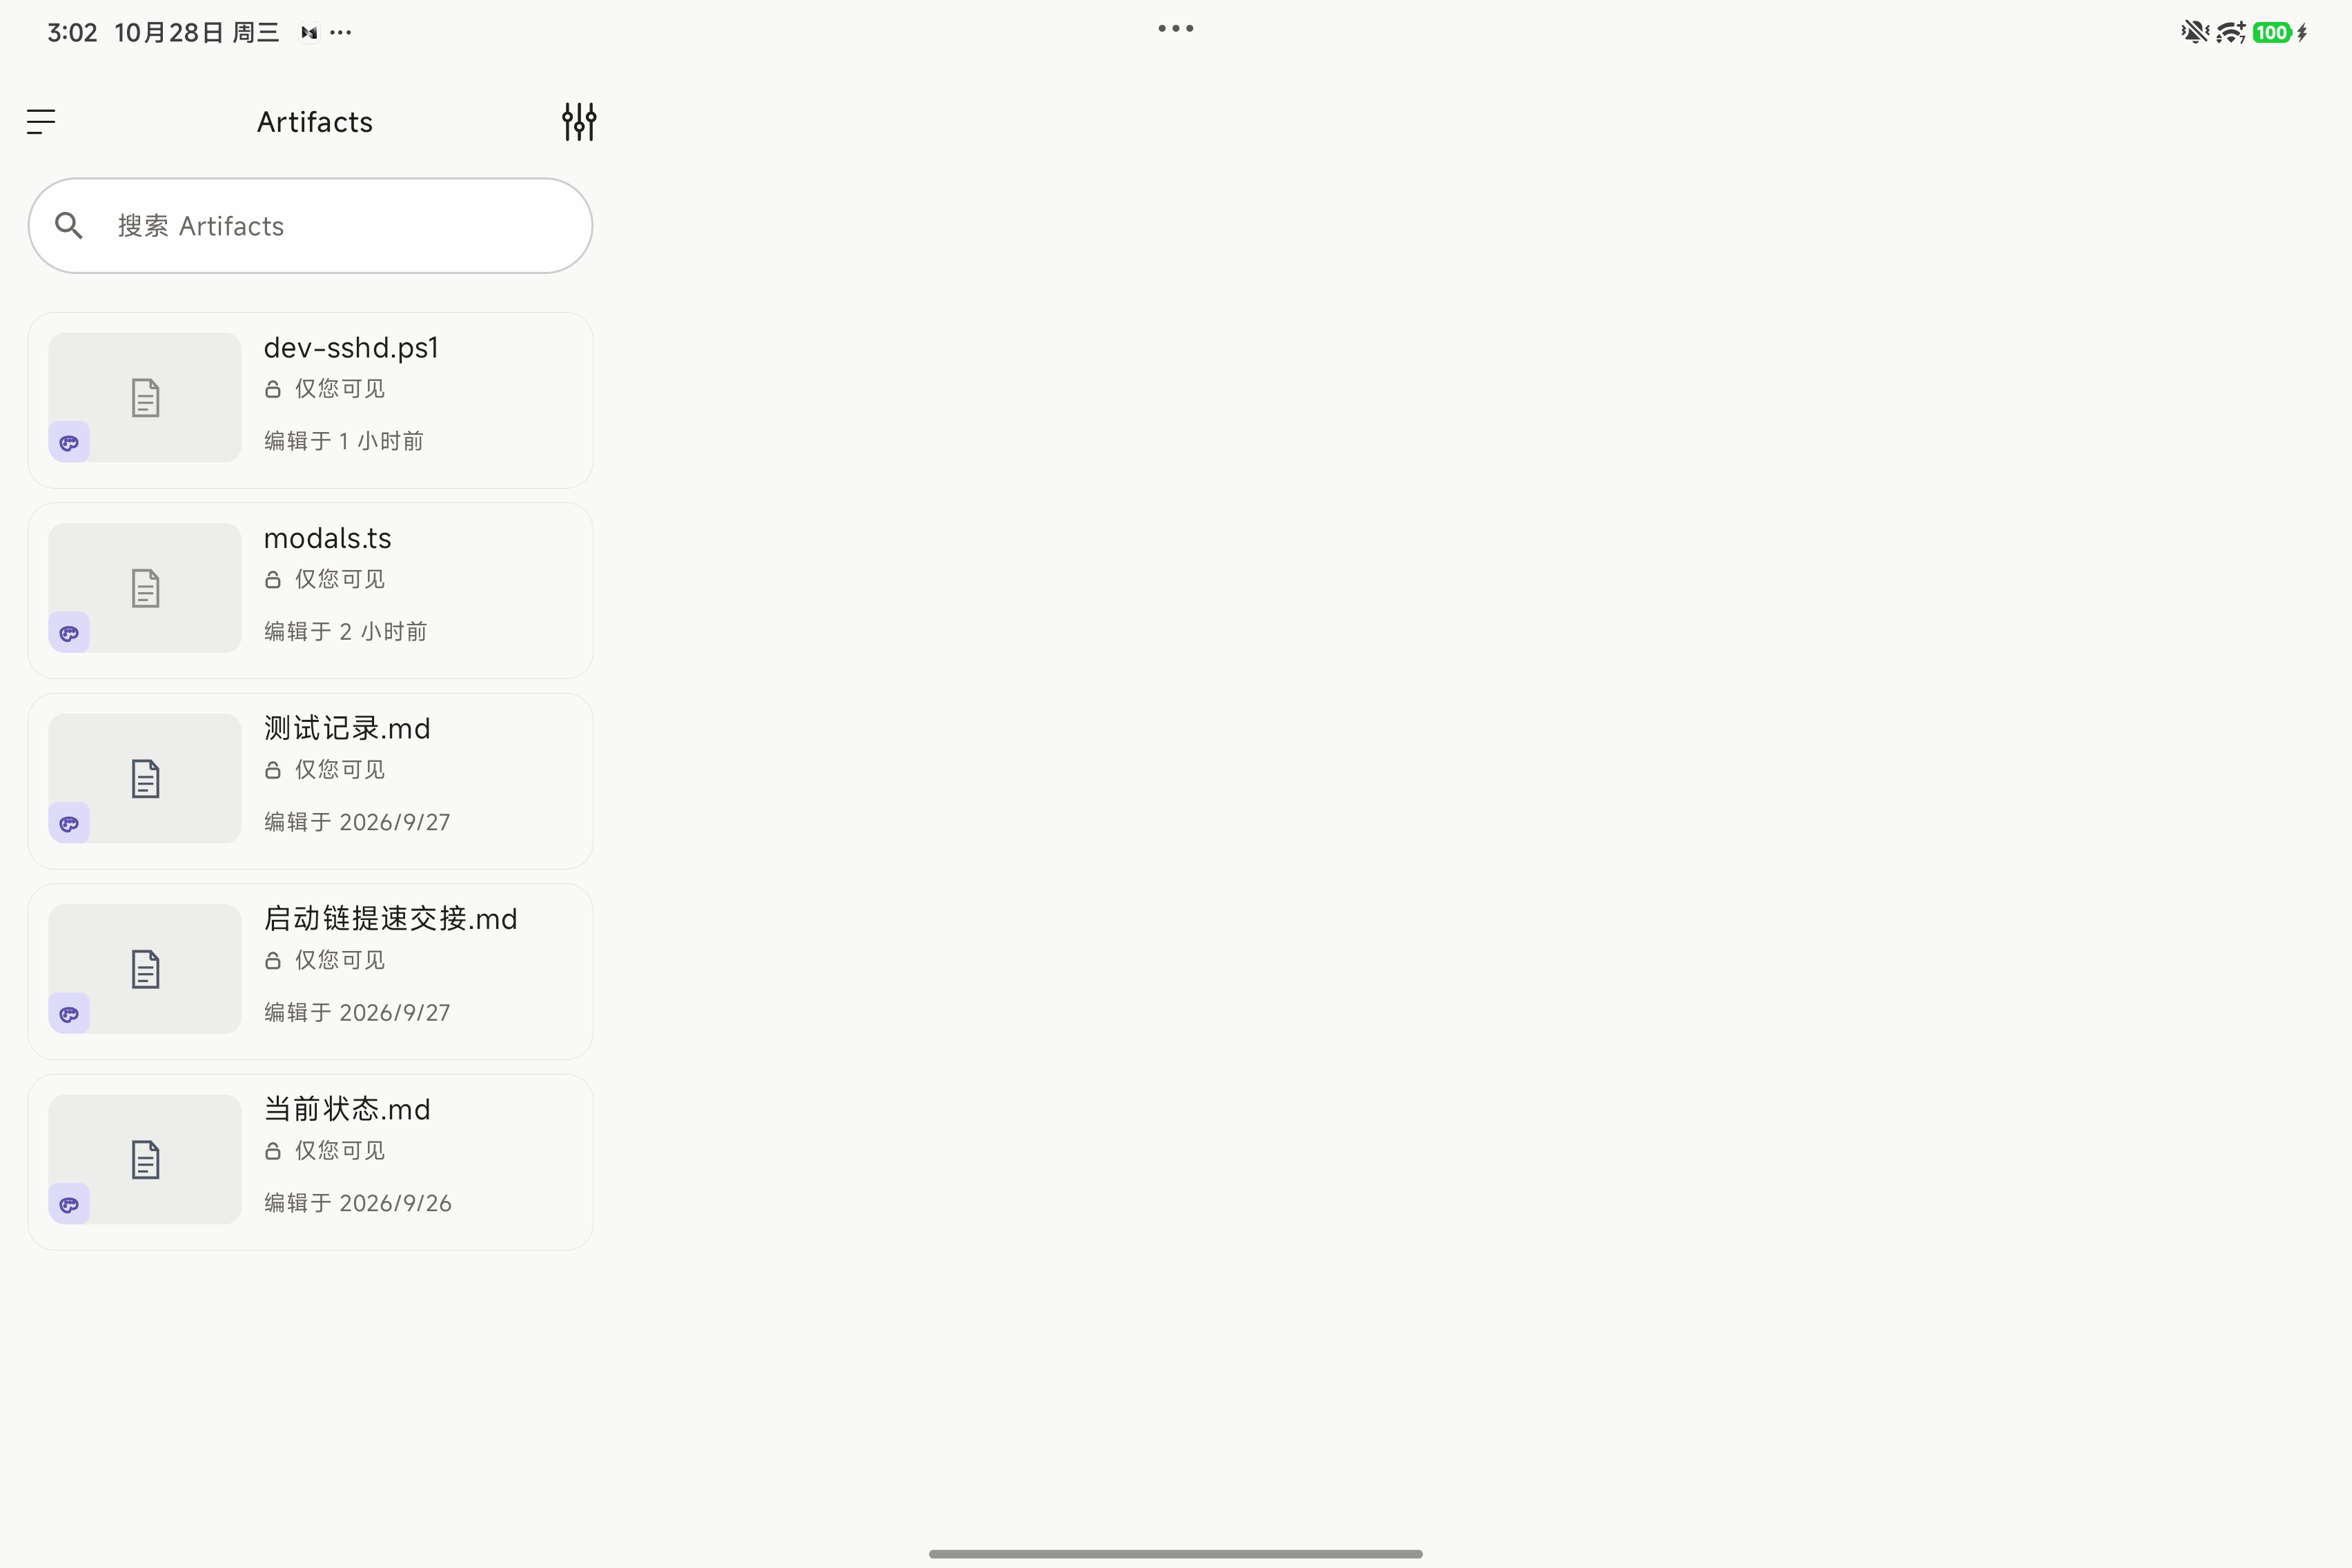 3:02 10月28日 周三
100
Artifacts
搜索 Artifacts
dev-sshd.ps1
仅您可见
编辑于 1 小时前
modals.ts
仅您可见
编辑于 2 小时前
测试记录.md
仅您可见
编辑于 2026/9/27
启动链提速交接.md
仅您可见
编辑于 2026/9/27
当前状态.md
仅您可见
编辑于 2026/9/26